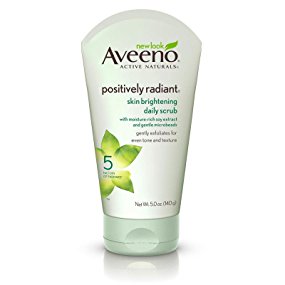 new look
Aveeno®
ACTIVE NATURALS®
positively radiant®
skin brightening
daily scrub
with moisture-rich soy extract
and gentle microbeads
gently exfoliates for
even tone and texture
5
Net Wt. 5.0 oz (140g)